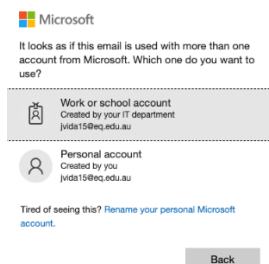 Microsoft
It looks as if this email is used with more than one
account from Microsoft. Which one do you want to
use?
Work or school account
Created by your IT department
jvida15@eq.edu.au
Personal account
Created by you
jvida15@eq.edu.au
Tired of seeing this? Rename your personal Microsoft
account.
Back